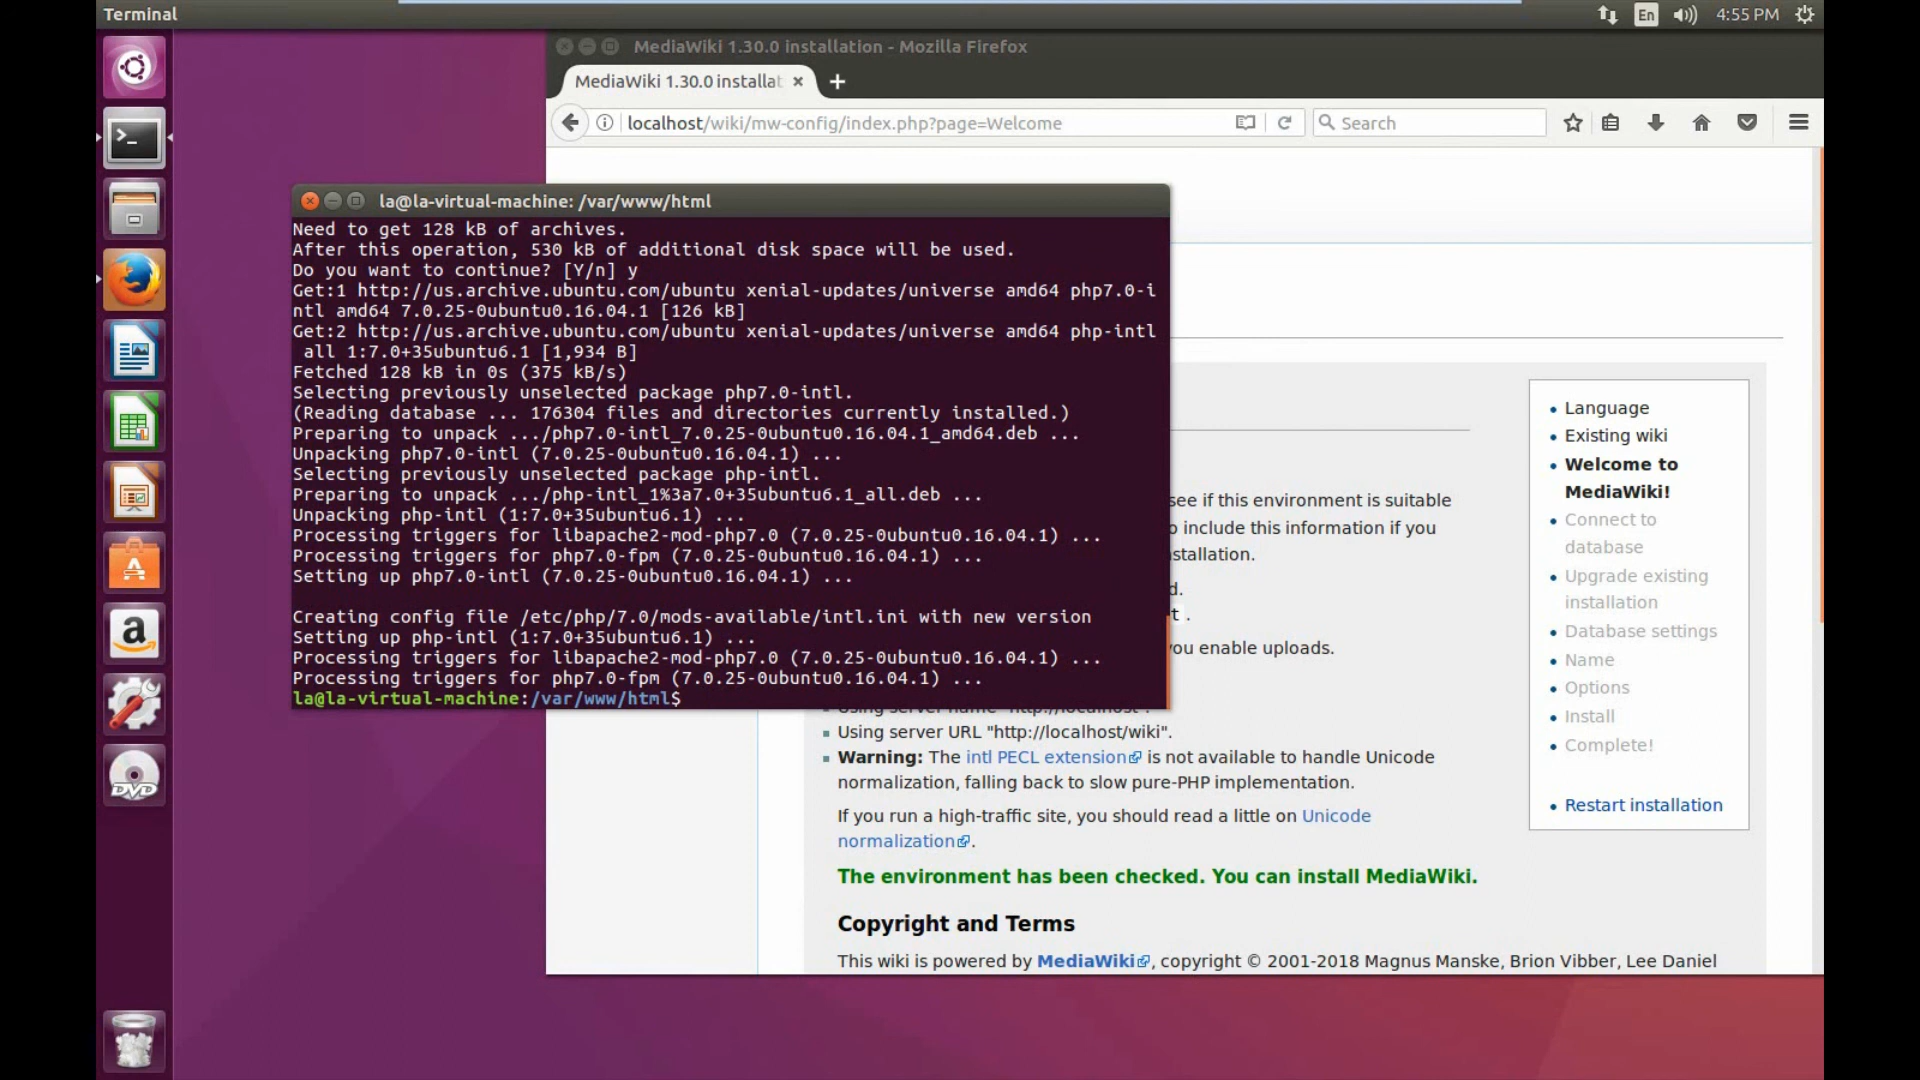 Terminal
En
4:55 PM
MediaWiki 1.30.0 installation - Mozilla Firefox
MediaWiki 1.30.0 installat
localhost/wiki/mw-config/index.php?page=Welcome
Search
la@la-virtual-machine: /var/www/html
Need to get 128 kB of archives.
After this operation, 530 kB of additional disk space will be used.
Do you want to continue? [Y/n] y
Get:1 http://us.archive.ubuntu.com/ubuntu xenial-updates/universe amd64 php7.0-i
ntl amd64 7.0.25-0ubuntu0.16.04.1 [126 kB]
Get:2 http://us.archive.ubuntu.com/ubuntu xenial-updates/universe amd64 php-intl
all 1:7.0+35ubuntu6.1 [1,934 B]
Fetched 128 kB in 0s (375 kB/s)
Selecting previously unselected package php7.0-intl.
(Reading database ... 176304 files and directories currently installed.)
Preparing to unpack .../php7.0-intl_7.0.25-0ubuntu0.16.04.1_amd64.deb ...
Unpacking php7.0-intl (7.0.25-0ubuntu0.16.04.1) ...
Selecting previously unselected package php-intl.
Preparing to unpack .../php-intl_1%3a7.0+35ubuntu6.1_all.deb ...
Unpacking php-intl (1:7.0+35ubuntu6.1) ...
Processing triggers for libapache2-mod-php7.0 (7.0.25-0ubuntu0.16.04.1) ...
Processing triggers for php7.0-fpm (7.0.25-0ubuntu0.16.04.1) ...
Setting up php7.0-intl (7.0.25-0ubuntu0.16.04.1) ...
Creating config file /etc/php/7.0/mods-available/intl.ini with new version
Setting up php-intl (1:7.0+35ubuntu6.1) ...
Processing triggers for libapache2-mod-php7.0 (7.0.25-0ubuntu0.16.04.1) ...
Processing triggers for php7.0-fpm (7.0.25-0ubuntu0.16.04.1) ...
la@la-virtual-machine:/var/www/html$
see if this environment is suitable
o include this information if you
stallation.
d.
t .
you enable uploads.
Using server name "http://localhost".
Using server URL "http://localhost/wiki".
Warning: The intl PECL extension is not available to handle Unicode
normalization, falling back to slow pure-PHP implementation.
If you run a high-traffic site, you should read a little on Unicode
normalization.
The environment has been checked. You can install MediaWiki.
Copyright and Terms
This wiki is powered by MediaWiki, copyright © 2001-2018 Magnus Manske, Brion Vibber, Lee Daniel
Language
Existing wiki
Welcome to
MediaWiki!
Connect to
database
Upgrade existing
installation
Database settings
Name
Options
Install
Complete!
Restart installation
DVD